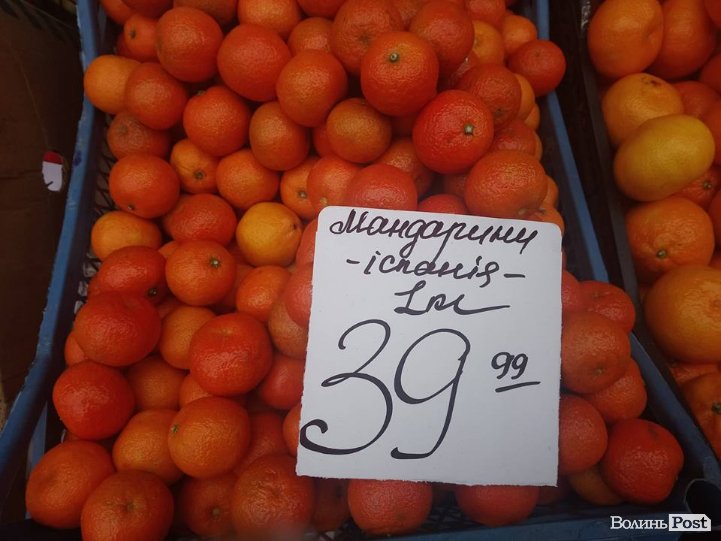 Мандарини
-іспанія-
1кг
39 99
Волинь Post